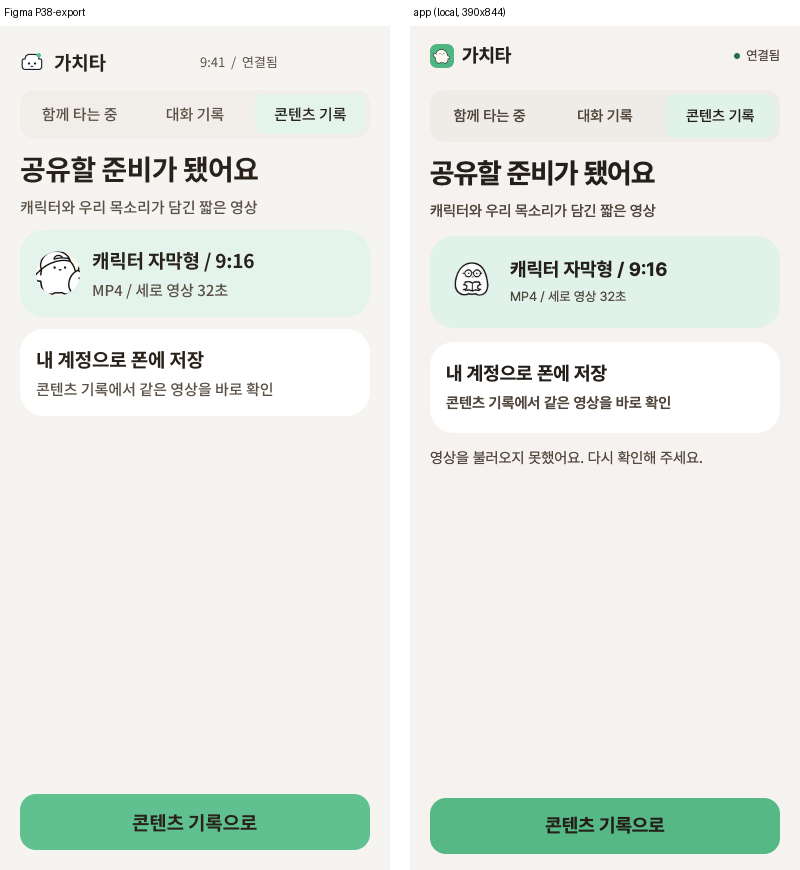 Figma P38-export
가치타
9:41 / 연결됨
함께 타는 중
대화 기록
콘텐츠 기록
공유할 준비가 됐어요
캐릭터와 우리 목소리가 담긴 짧은 영상
캐릭터 자막형 / 9:16
MP4 / 세로 영상 32초
내 계정으로 폰에 저장
콘텐츠 기록에서 같은 영상을 바로 확인
콘텐츠 기록으로
app (local, 390x844)
가치타
연결됨
함께 타는 중
대화 기록
콘텐츠 기록
공유할 준비가 됐어요
캐릭터와 우리 목소리가 담긴 짧은 영상
캐릭터 자막형 / 9:16
MP4 / 세로 영상 32초
내 계정으로 폰에 저장
콘텐츠 기록에서 같은 영상을 바로 확인
영상을 불러오지 못했어요. 다시 확인해 주세요.
콘텐츠 기록으로